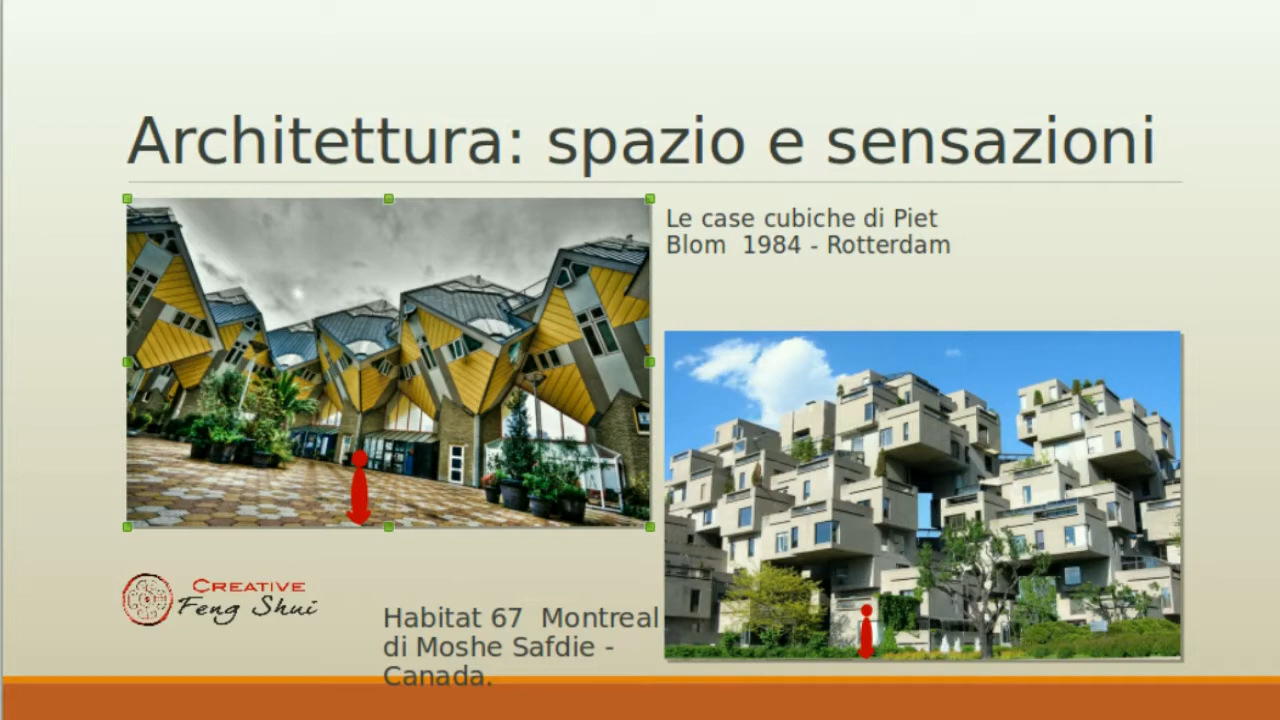 Architettura: spazio e sensazioni
Le case cubiche di Piet
Blom 1984 - Rotterdam
CREATIVE
Feng Shui
Habitat 67 Montreal
di Moshe Safdie -
Canada.